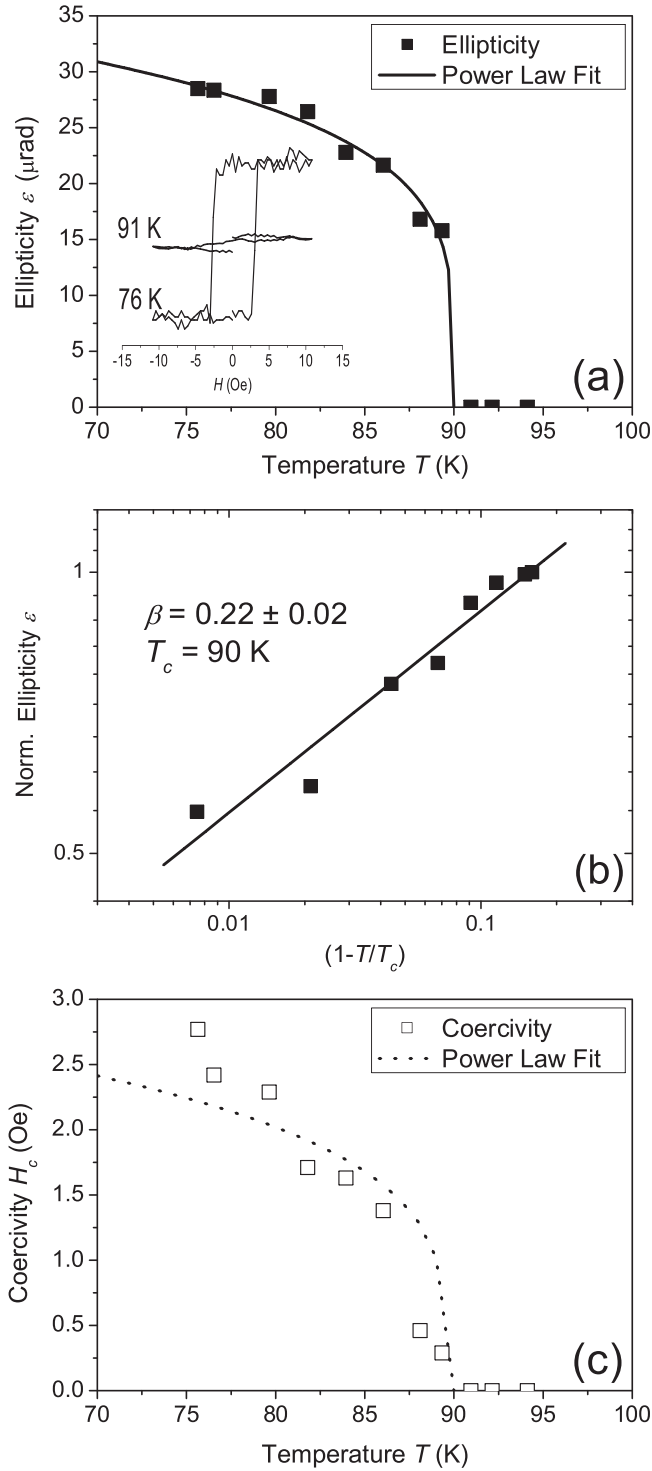 35
30
25
20
15
10
5
0
Ellipticity ε (μrad)
Ellipticity
Power Law Fit
91 K
76 K
-15 -10 -5 0 5 10 15
H (Oe)
(a)
70 75 80 85 90 95 100
Temperature T (K)
1
0.5
Norm. Ellipticity ε
β = 0.22 ± 0.02
Tc = 90 K
(b)
0.01 0.1
(1-T/Tc)
3.0
2.5
2.0
1.5
1.0
0.5
0.0
Coercivity Hc (Oe)
Coercivity
Power Law Fit
(c)
70 75 80 85 90 95 100
Temperature T (K)